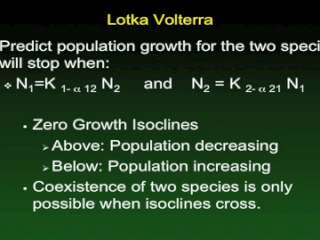 Lotka Volterra
Predict population growth for the two speci
will stop when:
❖ N₁=K ₁₋ α ₁₂ N₂ and N₂ = K ₂₋ α ₂₁ N₁
▪ Zero Growth Isoclines
➢ Above: Population decreasing
➢ Below: Population increasing
▪ Coexistence of two species is only
possible when isoclines cross.